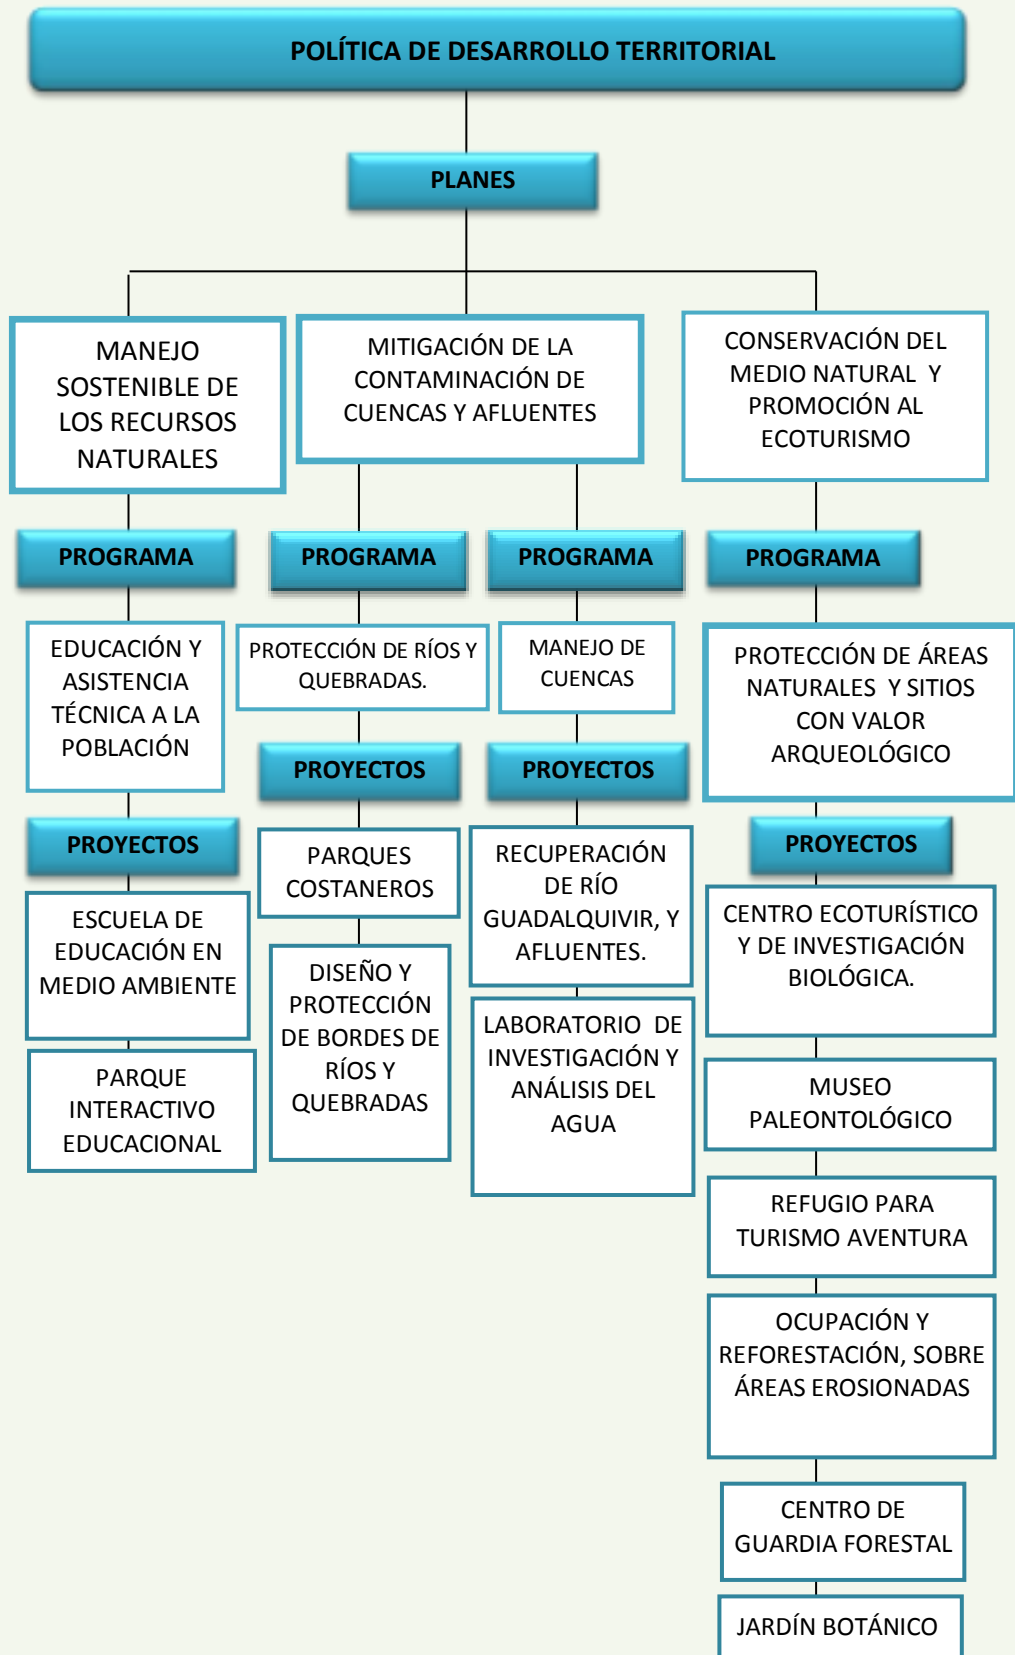 POLÍTICA DE DESARROLLO TERRITORIAL
PLANES
MANEJO
SOSTENIBLE DE
LOS RECURSOS
NATURALES
MITIGACIÓN DE LA
CONTAMINACIÓN DE
CUENCAS Y AFLUENTES
CONSERVACIÓN DEL
MEDIO NATURAL Y
PROMOCIÓN AL
ECOTURISMO
PROGRAMA
PROGRAMA
PROGRAMA
PROGRAMA
EDUCACIÓN Y
ASISTENCIA
TÉCNICA A LA
POBLACIÓN
PROTECCIÓN DE RÍOS Y
QUEBRADAS.
MANEJO DE
CUENCAS
PROTECCIÓN DE ÁREAS
NATURALES Y SITIOS
CON VALOR
ARQUEOLÓGICO
PROYECTOS
PROYECTOS
PROYECTOS
PROYECTOS
ESCUELA DE
EDUCACIÓN EN
MEDIO AMBIENTE
PARQUE
INTERACTIVO
EDUCACIONAL
PARQUES
COSTANEROS
DISEÑO Y
PROTECCIÓN
DE BORDES DE
RÍOS Y
QUEBRADAS
RECUPERACIÓN
DE RÍO
GUADALQUIVIR, Y
AFLUENTES.
LABORATORIO DE
INVESTIGACIÓN Y
ANÁLISIS DEL
AGUA
CENTRO ECOTURÍSTICO
Y DE INVESTIGACIÓN
BIOLÓGICA.
MUSEO
PALEONTOLÓGICO
REFUGIO PARA
TURISMO AVENTURA
OCUPACIÓN Y
REFORESTACIÓN, SOBRE
ÁREAS EROSIONADAS
CENTRO DE
GUARDIA FORESTAL
JARDÍN BOTÁNICO